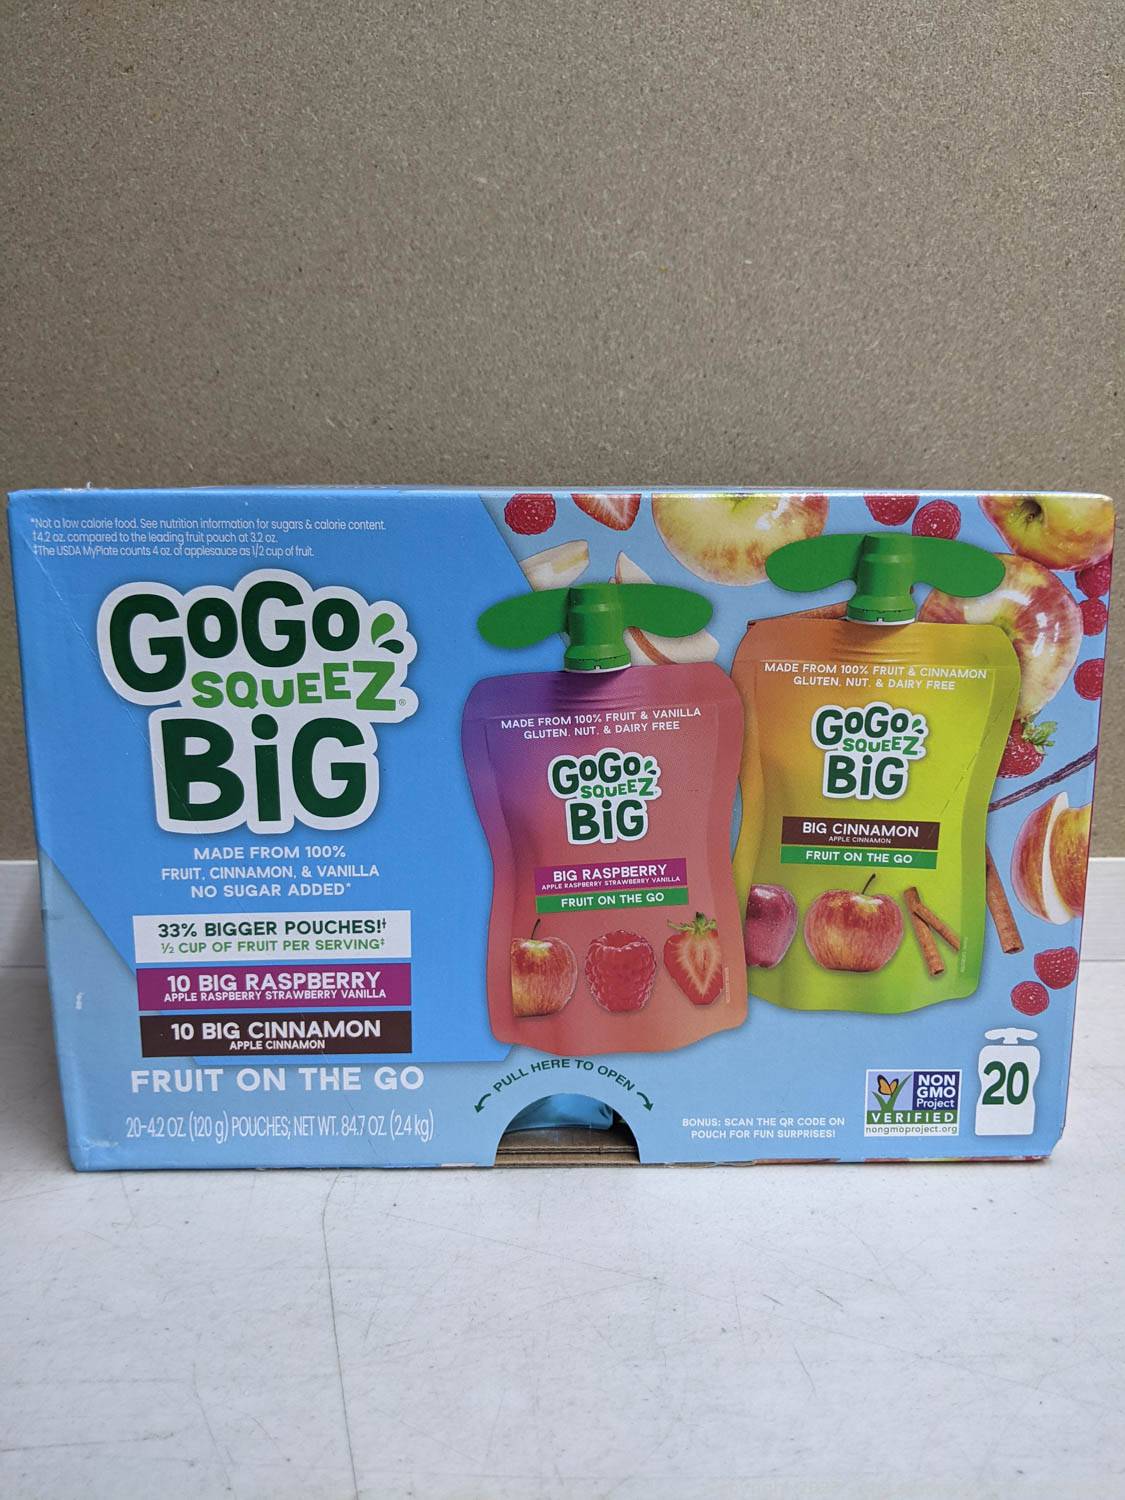 *Not a low calorie food. See nutrition information for sugars & calorie content.
†4.2 oz. compared to the leading fruit pouch at 3.2 oz.
‡The USDA MyPlate counts 4 oz. of applesauce as 1/2 cup of fruit.
GoGo
SQUEEZ®
BiG
MADE FROM 100%
FRUIT, CINNAMON, & VANILLA
NO SUGAR ADDED*
33% BIGGER POUCHES!†
½ CUP OF FRUIT PER SERVING‡
10 BIG RASPBERRY
APPLE RASPBERRY STRAWBERRY VANILLA
10 BIG CINNAMON
APPLE CINNAMON
FRUIT ON THE GO
20-4.2 OZ (120 g) POUCHES; NET WT. 84.7 OZ (2.4 kg)
MADE FROM 100% FRUIT & VANILLA
GLUTEN, NUT, & DAIRY FREE
GoGo
SQUEEZ
BiG
BIG RASPBERRY
APPLE RASPBERRY STRAWBERRY VANILLA
FRUIT ON THE GO
MADE FROM 100% FRUIT & CINNAMON
GLUTEN, NUT, & DAIRY FREE
GoGo
SQUEEZ
BiG
BIG CINNAMON
APPLE CINNAMON
FRUIT ON THE GO
PULL HERE TO OPEN
BONUS: SCAN THE QR CODE ON
POUCH FOR FUN SURPRISES!
NON
GMO
Project
VERIFIED
nongmoproject.org
20